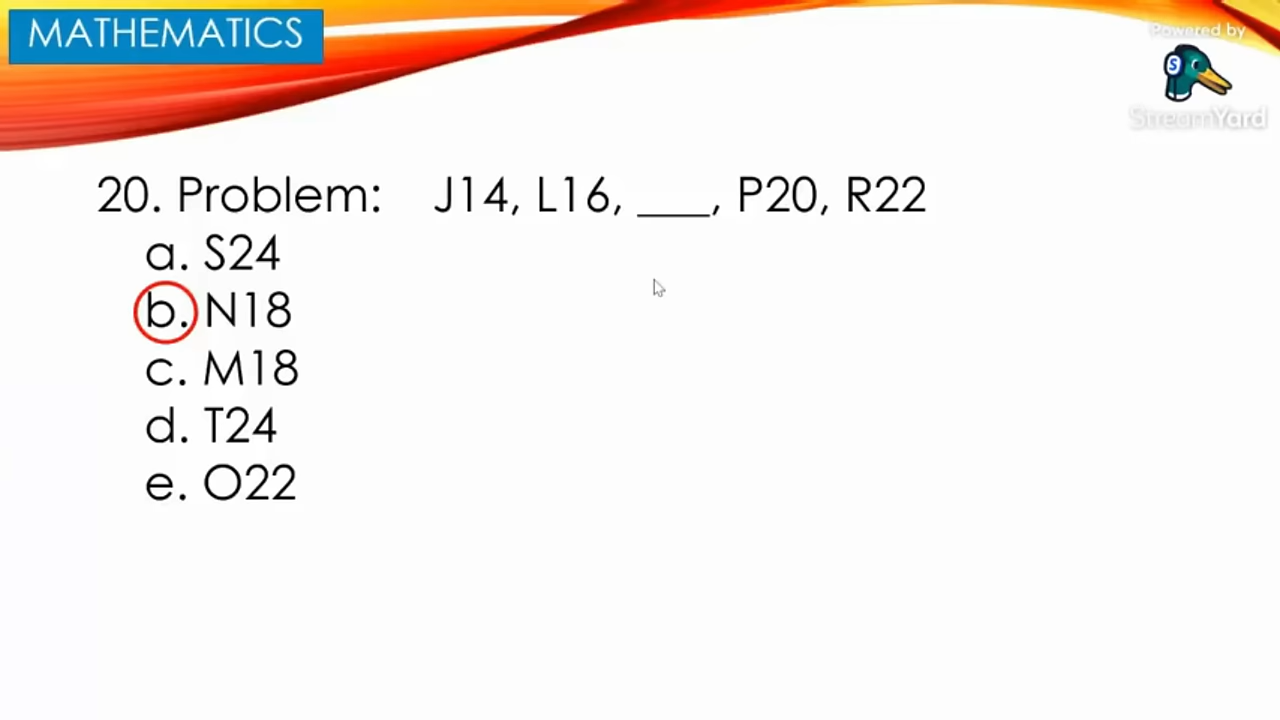 MATHEMATICS
Powered by
S
StreamYard
20. Problem: J14, L16, ___, P20, R22
a. S24
b. N18
c. M18
d. T24
e. O22